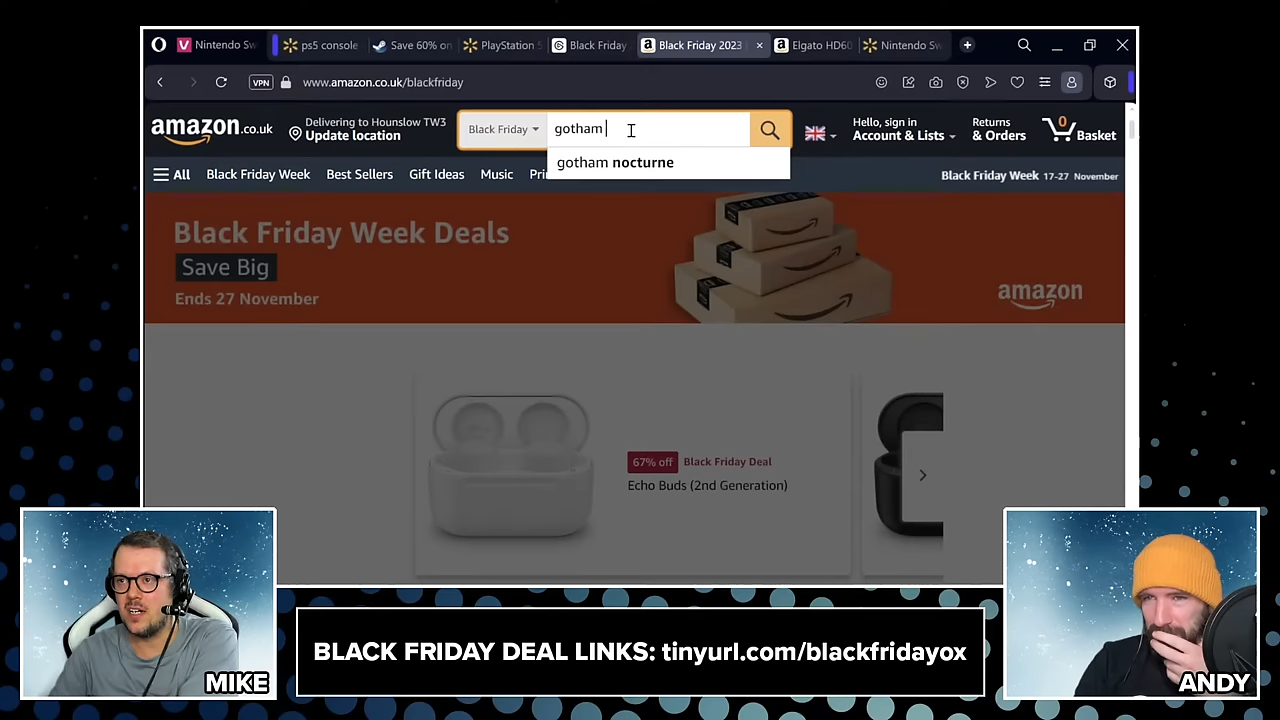 Nintendo Sw
ps5 console
Save 60% on
PlayStation 5
Black Friday
Black Friday 2023
Elgato HD60
Nintendo Sw
VPN
www.amazon.co.uk/blackfriday
amazon.co.uk
Delivering to Hounslow TW3
Update location
Black Friday
gotham
Hello, sign in
Account & Lists
Returns
& Orders
0
Basket
gotham nocturne
All
Black Friday Week
Best Sellers
Gift Ideas
Music
Pri
Black Friday Week 17-27 November
Black Friday Week Deals
Save Big
Ends 27 November
amazon
67% off
Black Friday Deal
Echo Buds (2nd Generation)
MIKE
BLACK FRIDAY DEAL LINKS: tinyurl.com/blackfridayox
ANDY